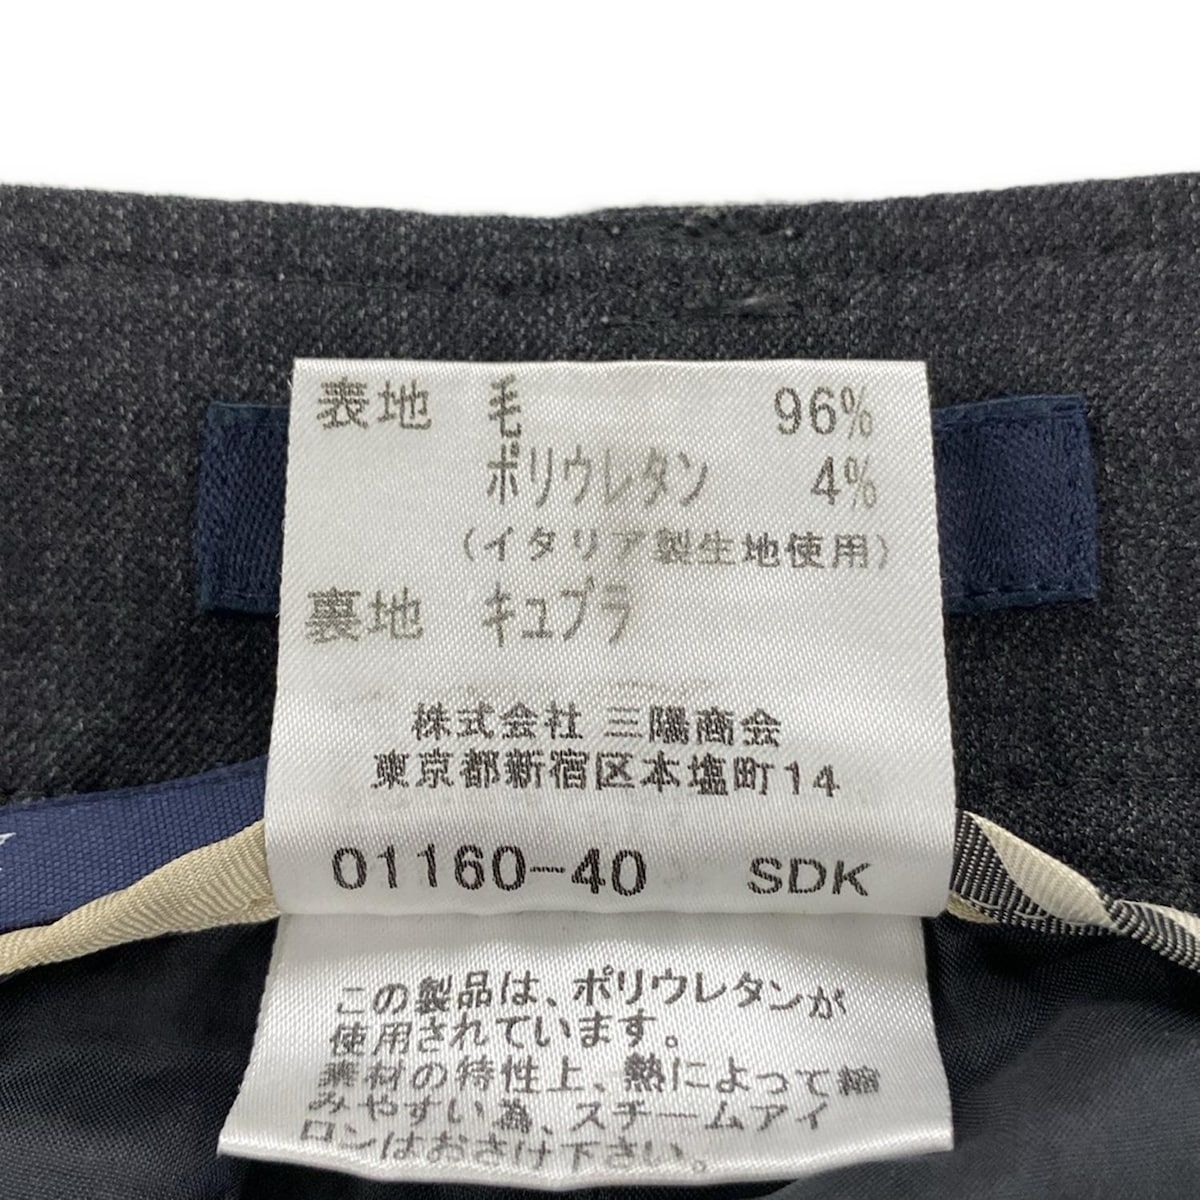 表地 毛 96%
ポリウレタン 4%
(イタリア製生地使用)
裏地 キュプラ
株式会社 三陽商会
東京都新宿区本塩町14
01160-40 SDK
この製品は、ポリウレタンが
使用されています。
素材の特性上、熱によって縮
みやすい為、スチームアイ
ロンはおさけ下さい。